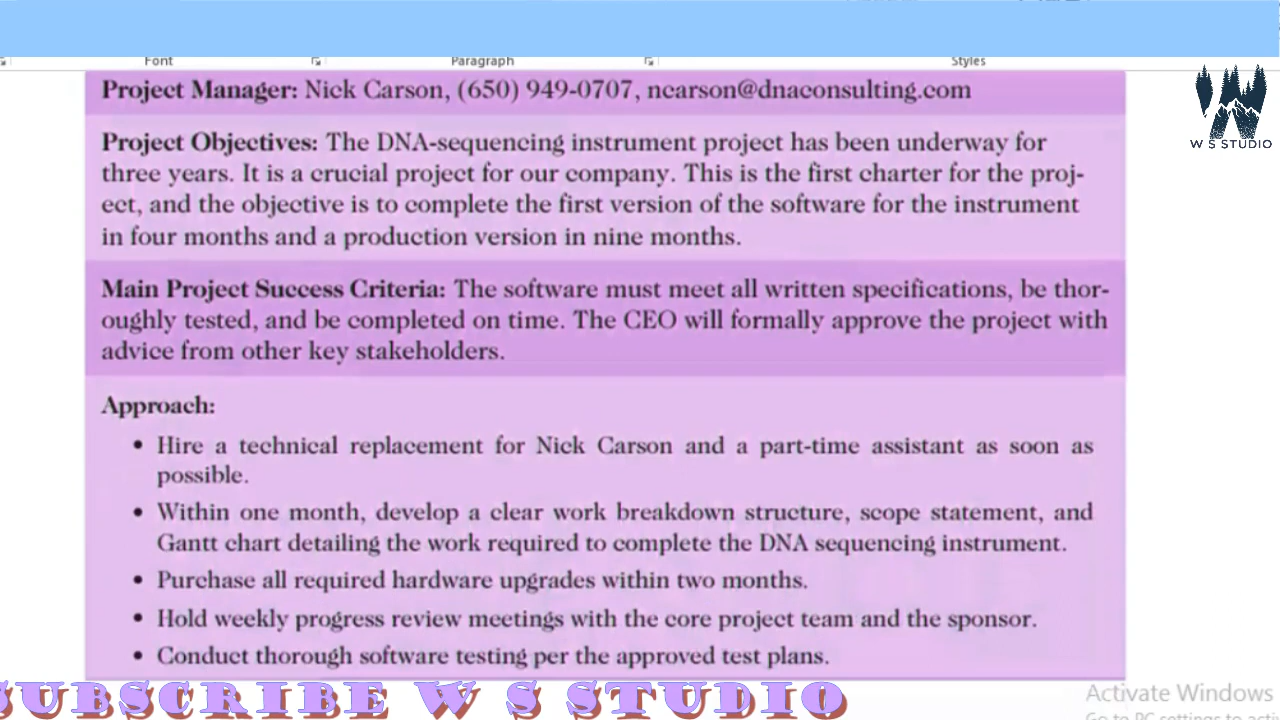 Font Paragraph Styles
Project Manager: Nick Carson, (650) 949-0707, ncarson@dnaconsulting.com
W S STUDIO
Project Objectives: The DNA-sequencing instrument project has been underway for
three years. It is a crucial project for our company. This is the first charter for the proj-
ect, and the objective is to complete the first version of the software for the instrument
in four months and a production version in nine months.
Main Project Success Criteria: The software must meet all written specifications, be thor-
oughly tested, and be completed on time. The CEO will formally approve the project with
advice from other key stakeholders.
Approach:
• Hire a technical replacement for Nick Carson and a part-time assistant as soon as
possible.
• Within one month, develop a clear work breakdown structure, scope statement, and
Gantt chart detailing the work required to complete the DNA sequencing instrument.
• Purchase all required hardware upgrades within two months.
• Hold weekly progress review meetings with the core project team and the sponsor.
• Conduct thorough software testing per the approved test plans.
SUBSCRIBE W S STUDIO
Activate Windows
Go to PC settings to